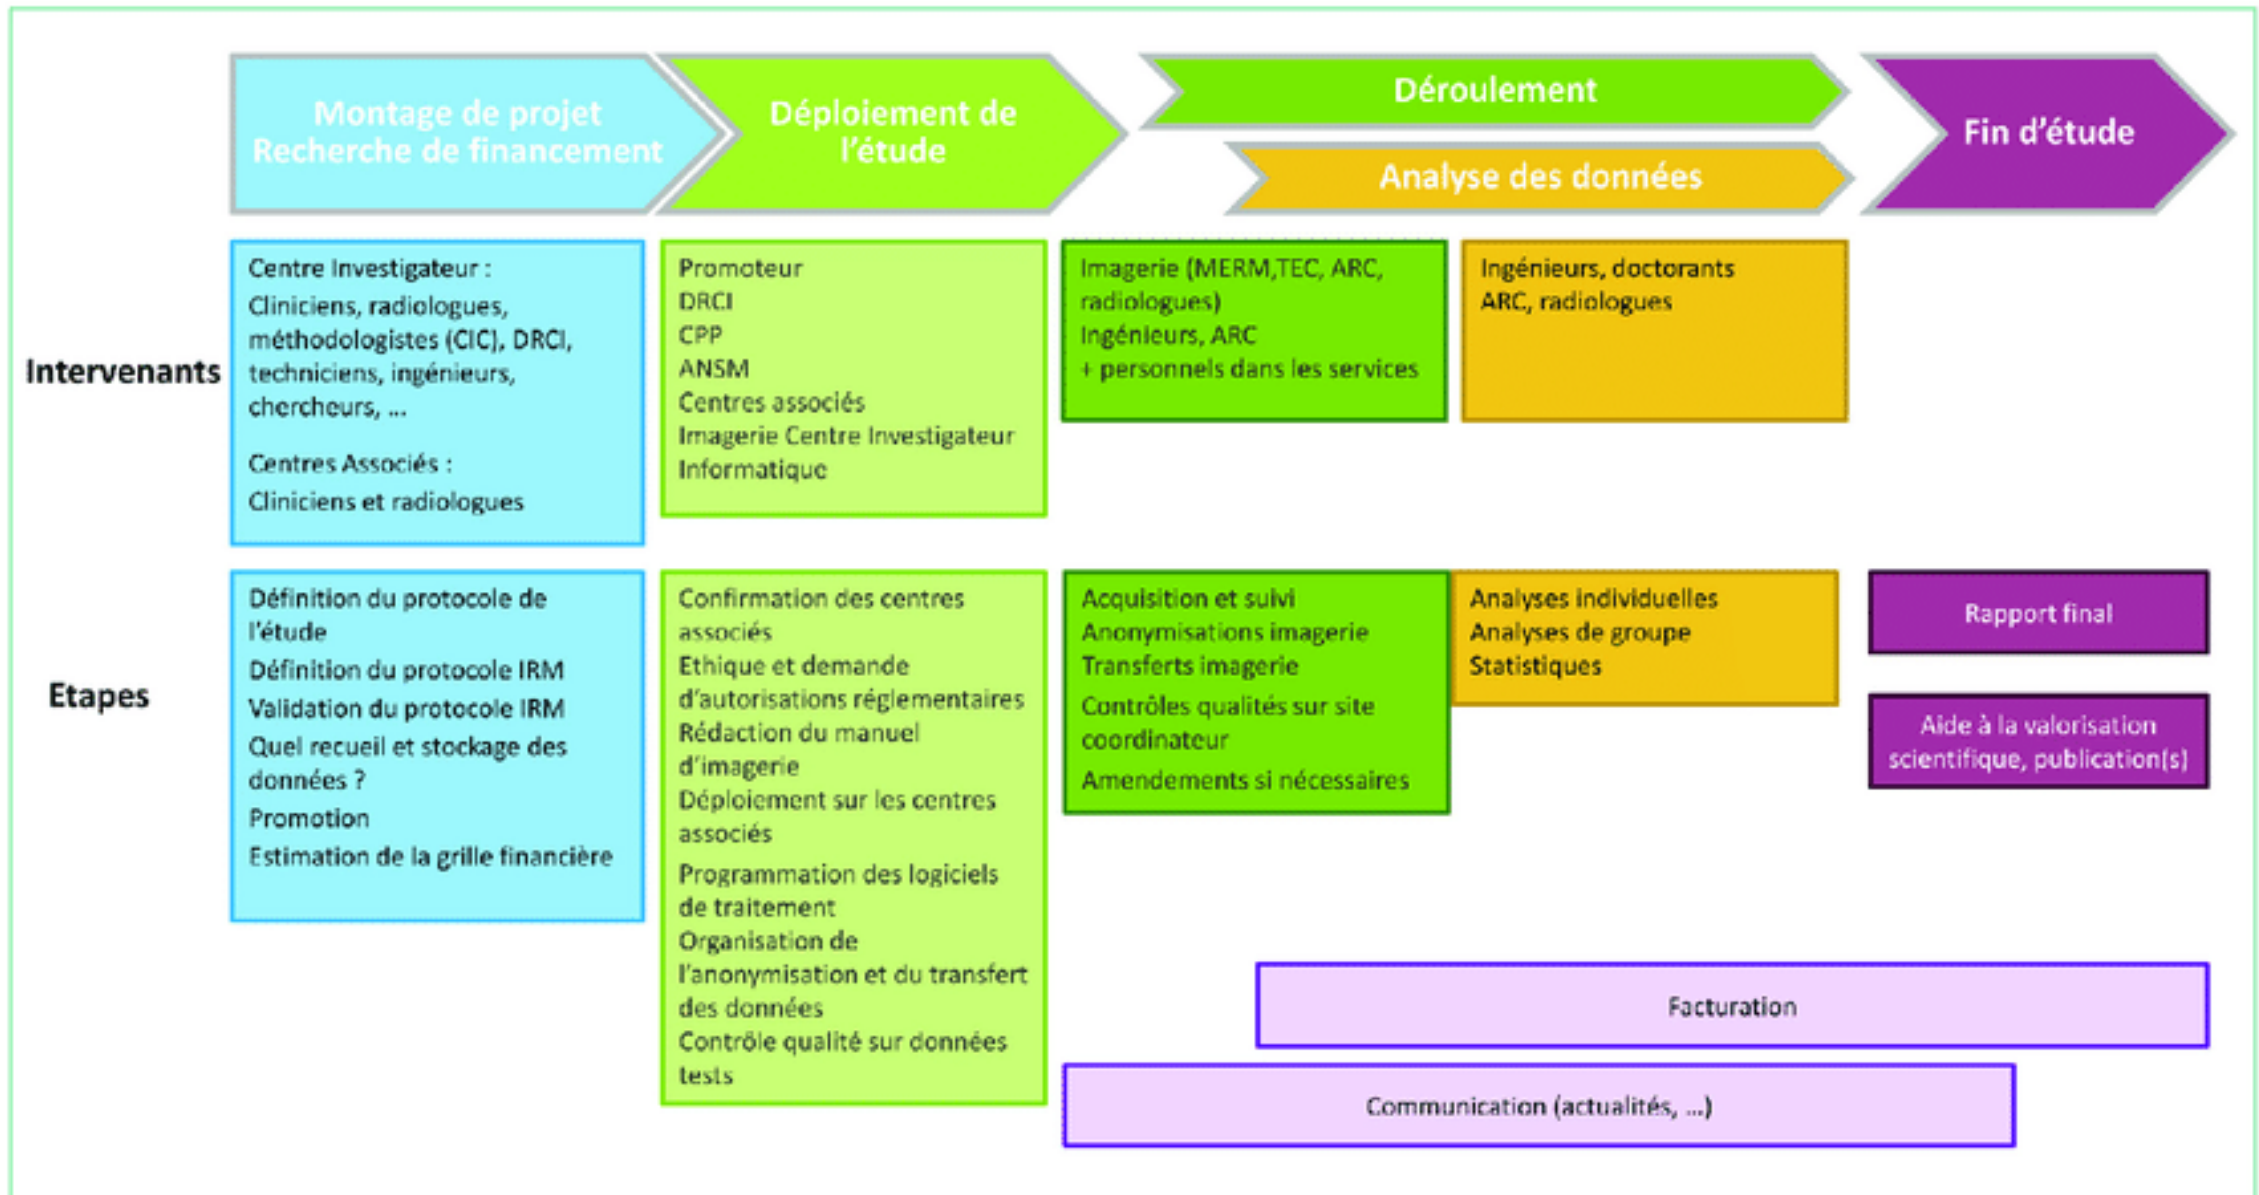 Montage de projet
Recherche de financement
Déploiement de
l'étude
Déroulement
Analyse des données
Fin d'étude
Intervenants
Centre Investigateur :
Cliniciens, radiologues,
méthodologistes (CIC), DRCI,
techniciens, ingénieurs,
chercheurs, ...
Centres Associés :
Cliniciens et radiologues
Promoteur
DRCI
CPP
ANSM
Centres associés
Imagerie Centre Investigateur
Informatique
Imagerie (MERM,TEC, ARC,
radiologues)
Ingénieurs, ARC
+ personnels dans les services
Ingénieurs, doctorants
ARC, radiologues
Etapes
Définition du protocole de
l'étude
Définition du protocole IRM
Validation du protocole IRM
Quel recueil et stockage des
données ?
Promotion
Estimation de la grille financière
Confirmation des centres
associés
Ethique et demande
d'autorisations réglementaires
Rédaction du manuel
d'imagerie
Déploiement sur les centres
associés
Programmation des logiciels
de traitement
Organisation de
l'anonymisation et du transfert
des données
Contrôle qualité sur données
tests
Acquisition et suivi
Anonymisations imagerie
Transferts imagerie
Contrôles qualités sur site
coordinateur
Amendements si nécessaires
Analyses individuelles
Analyses de groupe
Statistiques
Rapport final
Aide à la valorisation
scientifique, publication(s)
Facturation
Communication (actualités, ...)